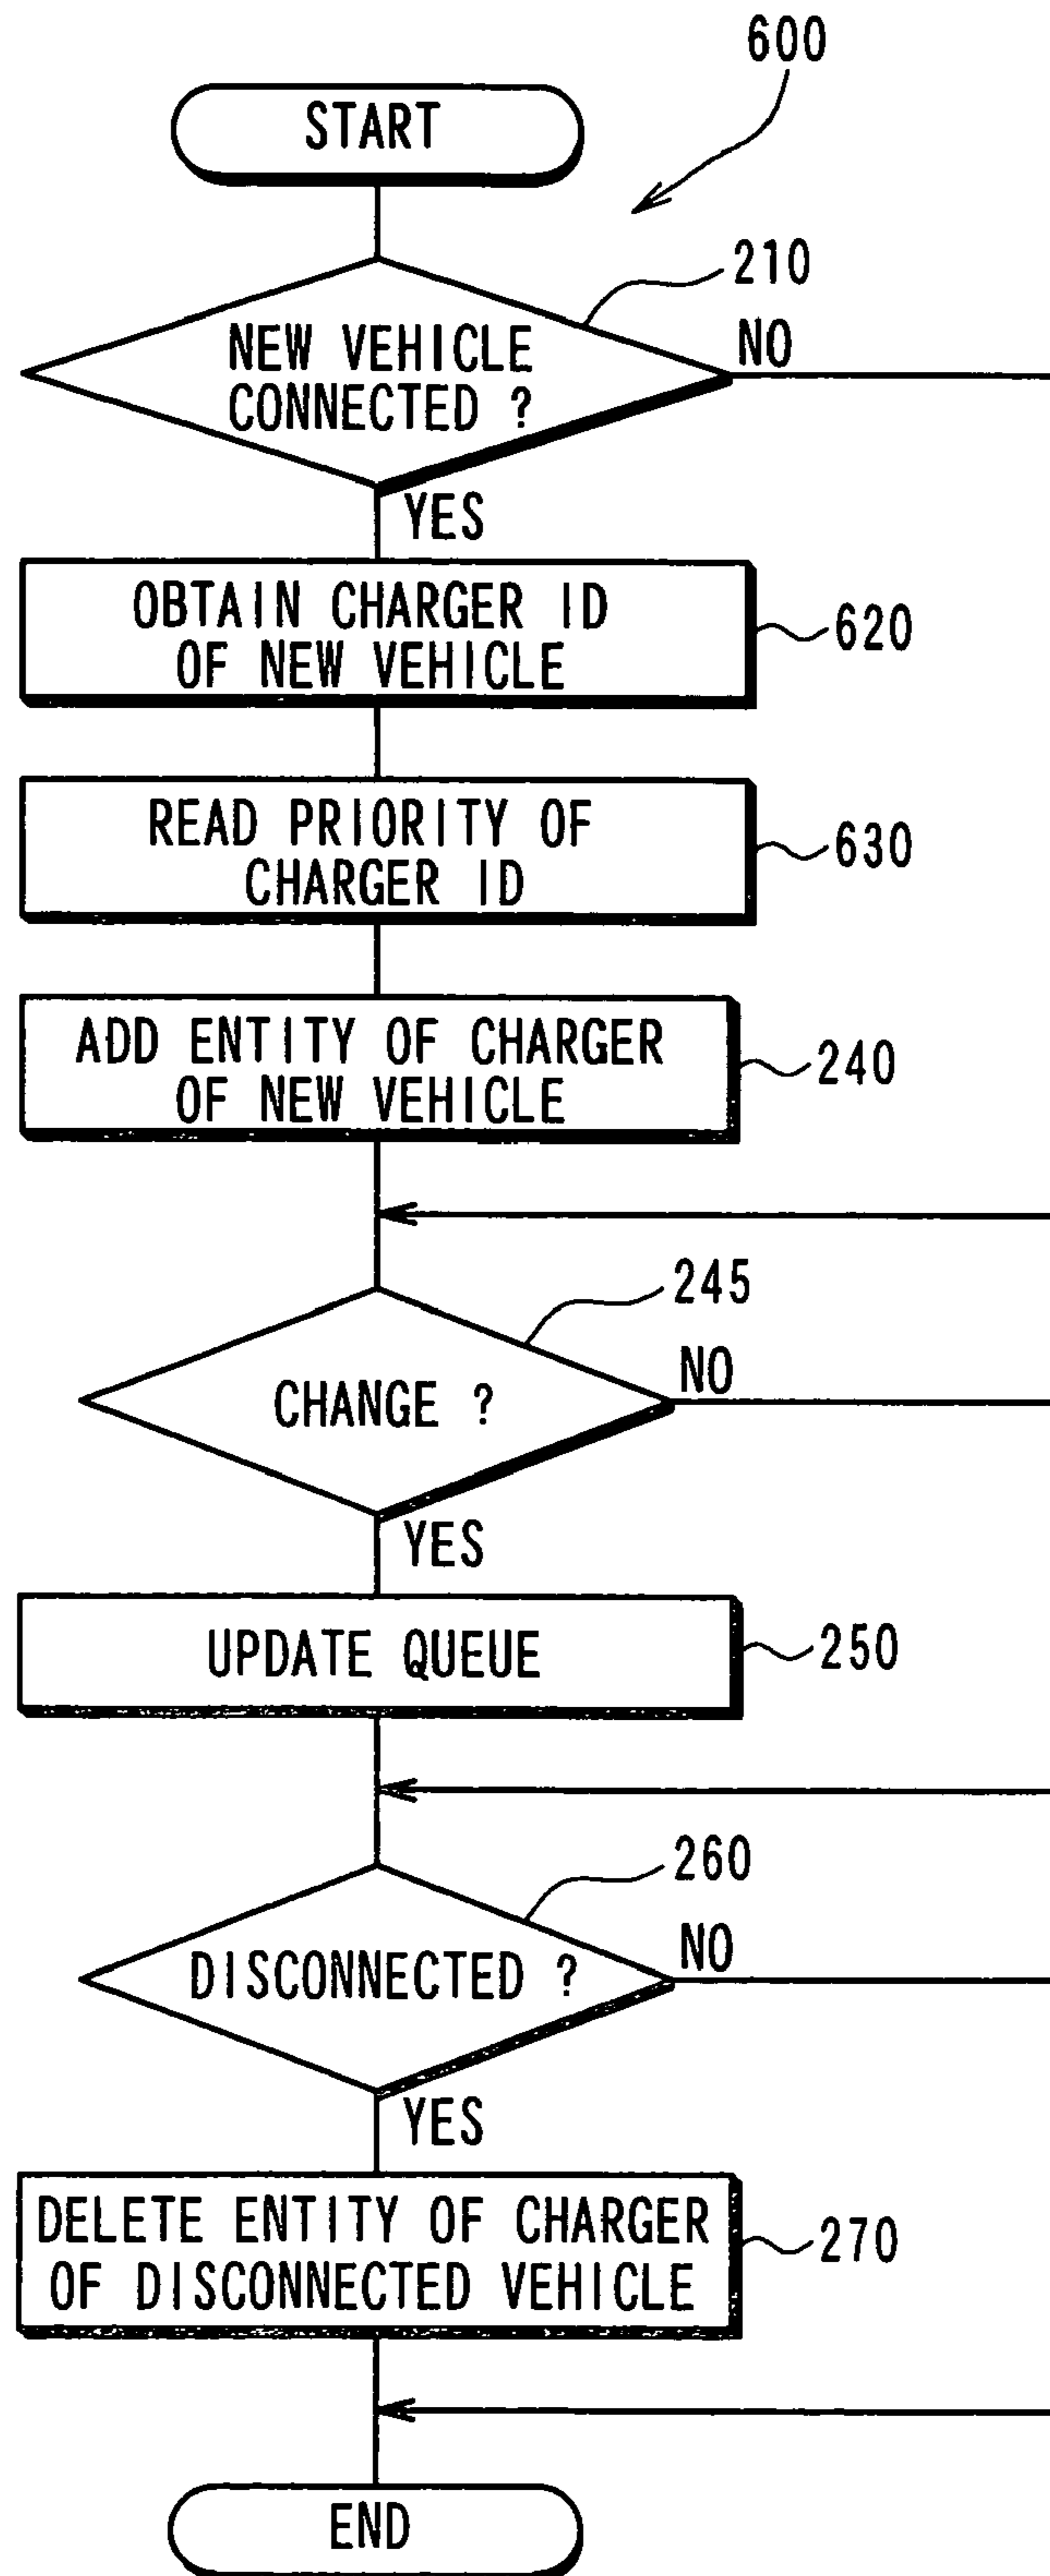 600
START
210
NEW VEHICLE
CONNECTED ?
NO
YES
OBTAIN CHARGER ID
OF NEW VEHICLE
620
READ PRIORITY OF
CHARGER ID
630
ADD ENTITY OF CHARGER
OF NEW VEHICLE
240
245
CHANGE ?
NO
YES
UPDATE QUEUE
250
260
DISCONNECTED ?
NO
YES
DELETE ENTITY OF CHARGER
OF DISCONNECTED VEHICLE
270
END